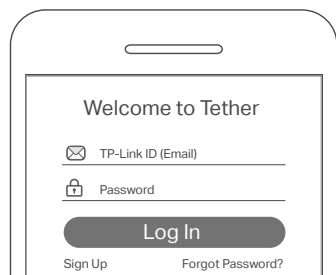 Welcome to Tether
TP-Link ID (Email)
Password
Log In
Sign Up Forgot Password?